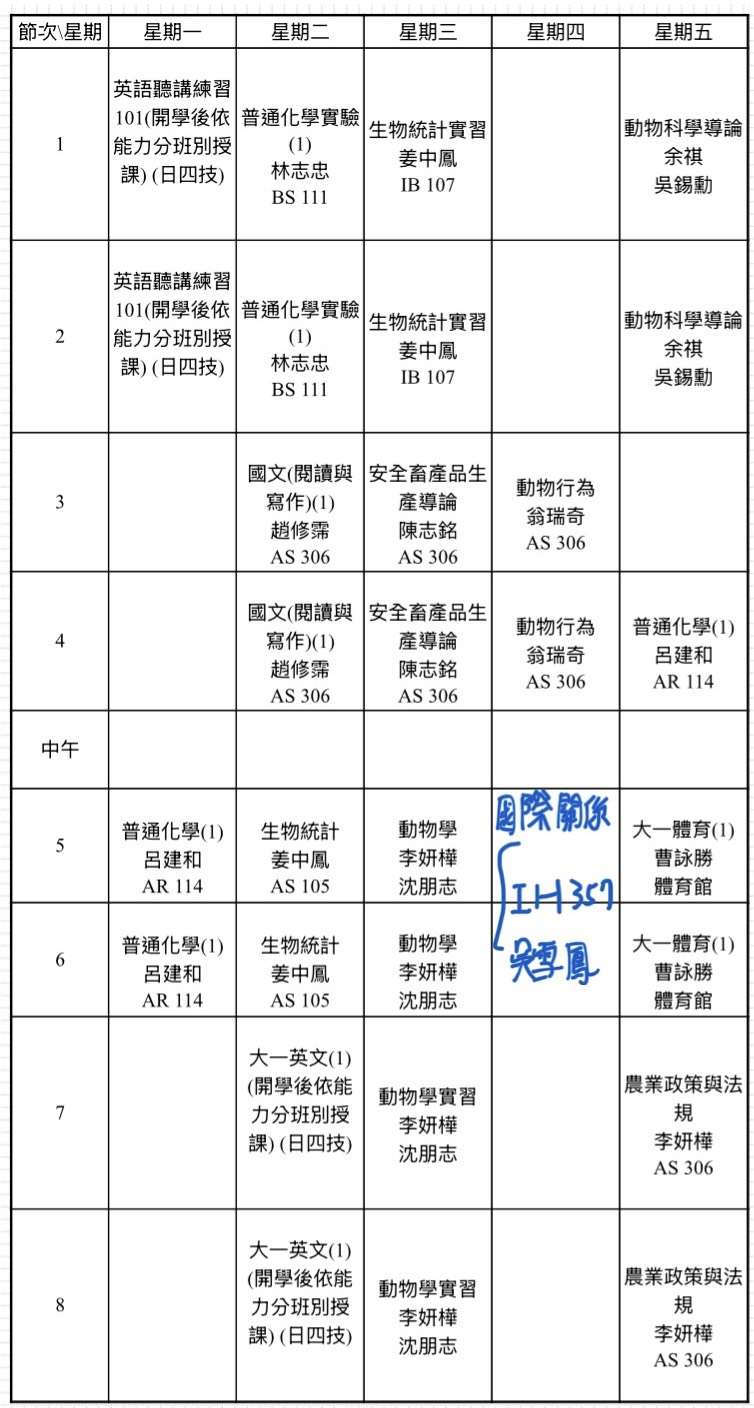 節次\星期 星期一 星期二 星期三 星期四 星期五
1
英語聽講練習
101(開學後依
能力分班別授
課) (日四技)
普通化學實驗
(1)
林志忠
BS 111
生物統計實習
姜中鳳
IB 107
動物科學導論
余祺
吳錫勳
2
英語聽講練習
101(開學後依
能力分班別授
課) (日四技)
普通化學實驗
(1)
林志忠
BS 111
生物統計實習
姜中鳳
IB 107
動物科學導論
余祺
吳錫勳
3
國文(閱讀與
寫作)(1)
趙修霈
AS 306
安全畜產品生
產導論
陳志銘
AS 306
動物行為
翁瑞奇
AS 306
4
國文(閱讀與
寫作)(1)
趙修霈
AS 306
安全畜產品生
產導論
陳志銘
AS 306
動物行為
翁瑞奇
AS 306
普通化學(1)
呂建和
AR 114
中午
5
普通化學(1)
呂建和
AR 114
生物統計
姜中鳳
AS 105
動物學
李妍樺
沈朋志
國際關係
IH357
吳雪鳳
大一體育(1)
曹詠勝
體育館
6
普通化學(1)
呂建和
AR 114
生物統計
姜中鳳
AS 105
動物學
李妍樺
沈朋志
大一體育(1)
曹詠勝
體育館
7
大一英文(1)
(開學後依能
力分班別授
課) (日四技)
動物學實習
李妍樺
沈朋志
農業政策與法
規
李妍樺
AS 306
8
大一英文(1)
(開學後依能
力分班別授
課) (日四技)
動物學實習
李妍樺
沈朋志
農業政策與法
規
李妍樺
AS 306